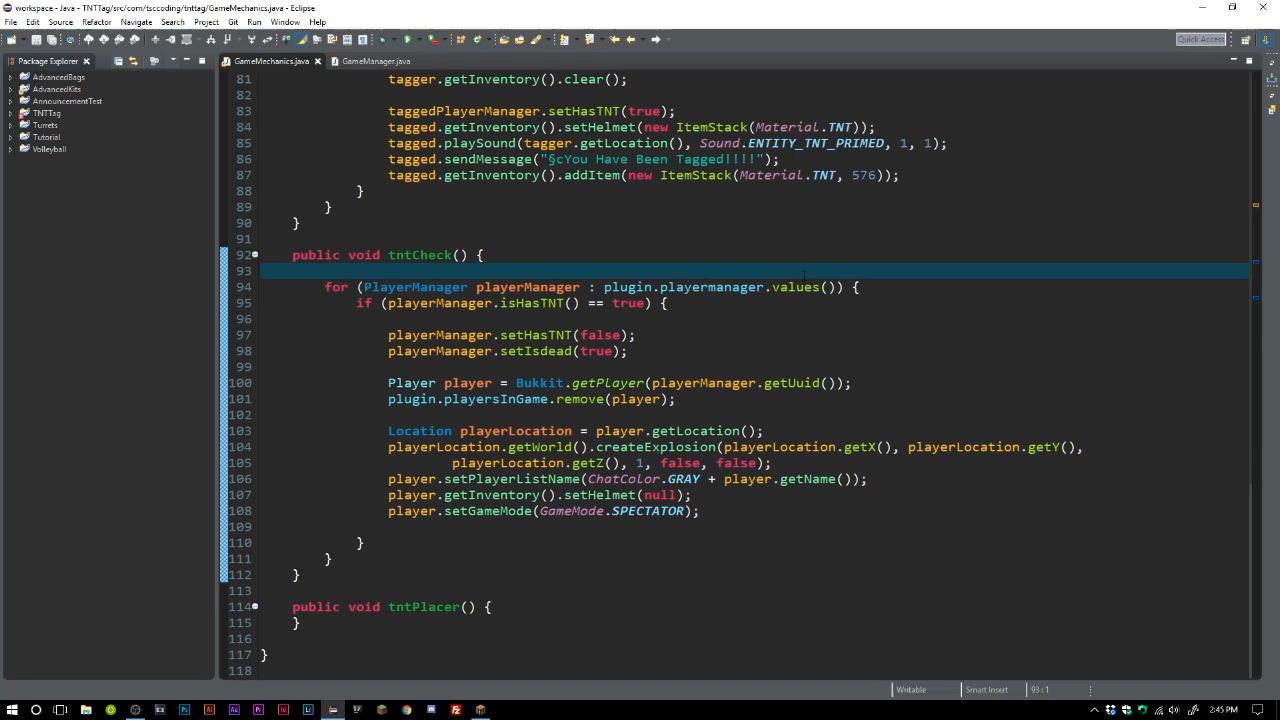 workspace - Java - TNTTag/src/com/tsccoding/tnttag/GameMechanics.java - Eclipse
File Edit Source Refactor Navigate Search Project Git Run Window Help
Quick Access
Package Explorer
GameMechanics.java
GameManager.java
AdvancedBags
AdvancedKits
AnnouncementTest
TNTTag
Turrets
Tutorial
Volleyball
81 tagger.getInventory().clear();
82
83 taggedPlayerManager.setHasTNT(true);
84 tagged.getInventory().setHelmet(new ItemStack(Material.TNT));
85 tagged.playSound(tagger.getLocation(), Sound.ENTITY_TNT_PRIMED, 1, 1);
86 tagged.sendMessage("§cYou Have Been Tagged!!!!");
87 tagged.getInventory().addItem(new ItemStack(Material.TNT, 576));
88 }
89 }
90 }
91
92 public void tntCheck() {
93
94 for (PlayerManager playerManager : plugin.playermanager.values()) {
95 if (playerManager.isHasTNT() == true) {
96
97 playerManager.setHasTNT(false);
98 playerManager.setIsdead(true);
99
100 Player player = Bukkit.getPlayer(playerManager.getUuid());
101 plugin.playersInGame.remove(player);
102
103 Location playerLocation = player.getLocation();
104 playerLocation.getWorld().createExplosion(playerLocation.getX(), playerLocation.getY(),
105 playerLocation.getZ(), 1, false, false);
106 player.setPlayerListName(ChatColor.GRAY + player.getName());
107 player.getInventory().setHelmet(null);
108 player.setGameMode(GameMode.SPECTATOR);
109
110 }
111 }
112 }
113
114 public void tntPlacer() {
115 }
116
117 }
118
Writable Smart Insert 93 : 1
2:45 PM